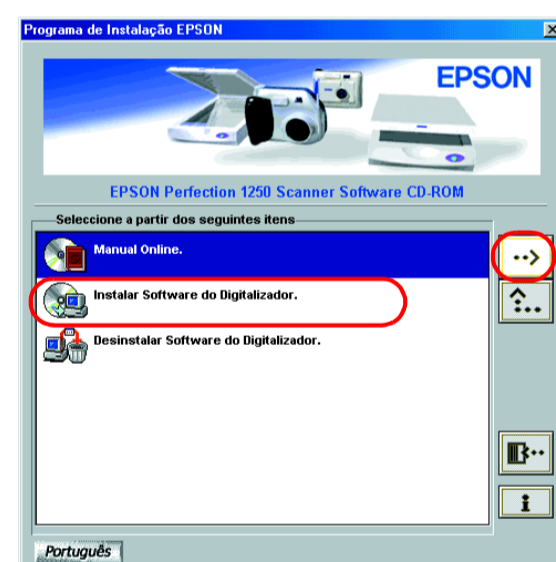 Programa de Instalação EPSON
EPSON
EPSON Perfection 1250 Scanner Software CD-ROM
Seleccione a partir dos seguintes itens
Manual Online.
Instalar Software do Digitalizador.
Desinstalar Software do Digitalizador.
Português